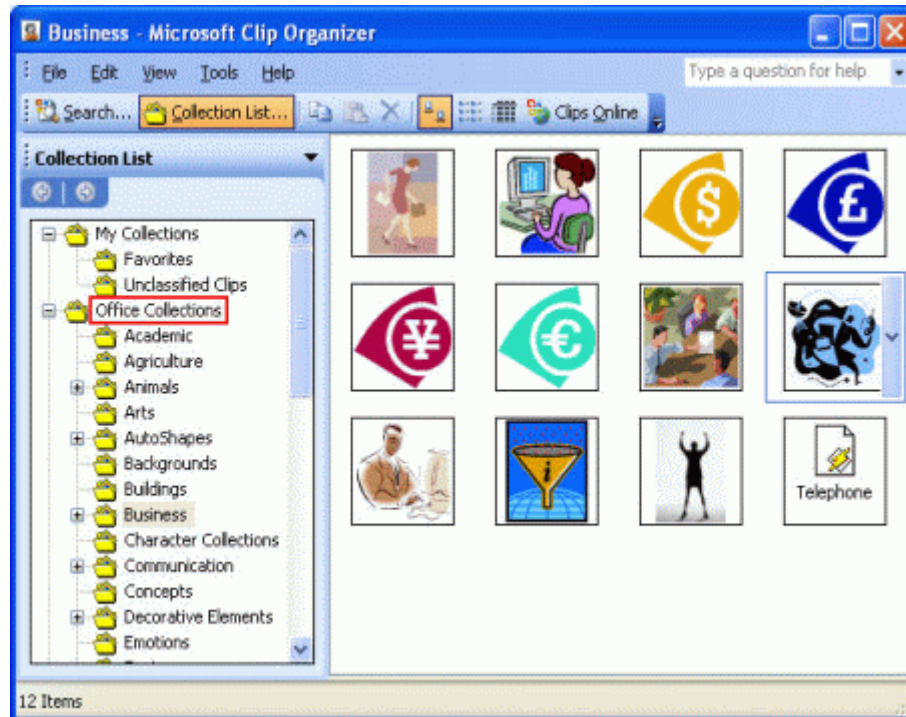 Business - Microsoft Clip Organizer
File Edit View Tools Help Type a question for help
Search... Collection List... Clips Online
Collection List
My Collections
Favorites
Unclassified Clips
Office Collections
Academic
Agriculture
Animals
Arts
AutoShapes
Backgrounds
Buildings
Business
Character Collections
Communication
Concepts
Decorative Elements
Emotions
$
£
¥
€
i
Telephone
12 Items